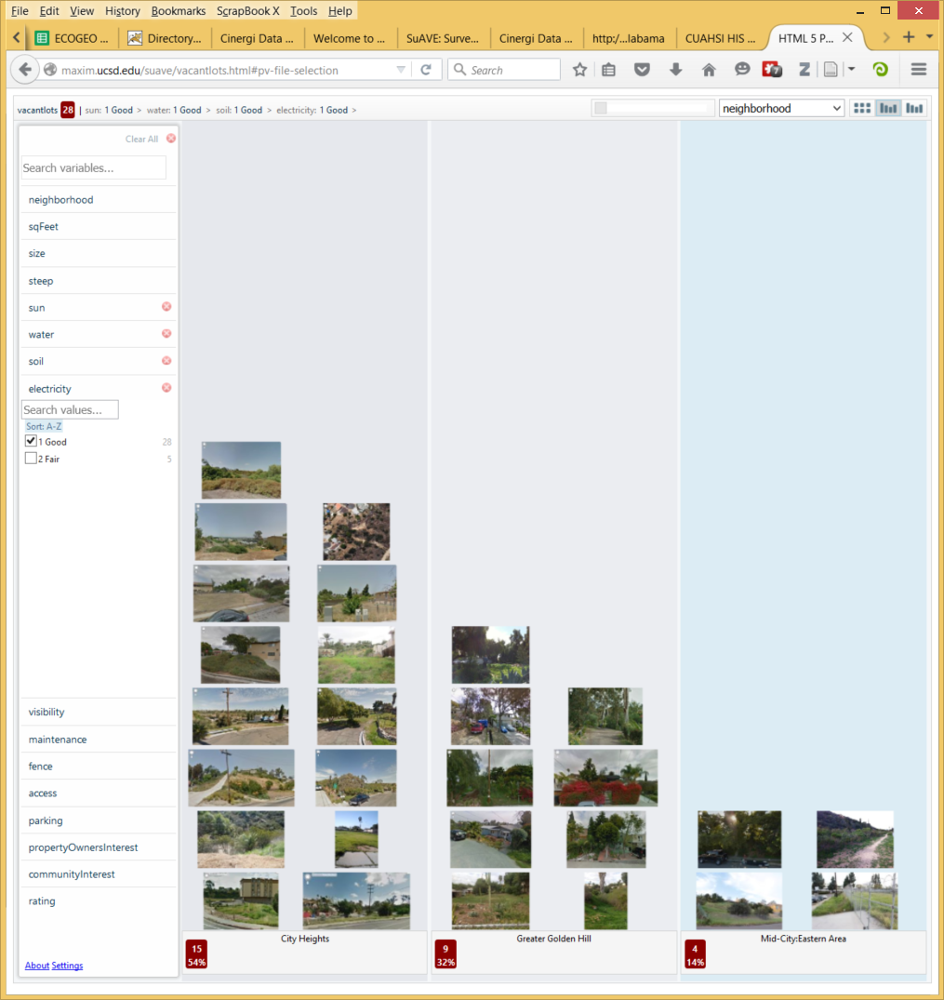 File Edit View History Bookmarks ScrapBook X Tools Help
ECOGEO ... Directory... Cinergi Data ... Welcome to ... SuAVE: Surve... Cinergi Data ... http:/...labama CUAHSI HIS ... HTML 5 P...
maxim.ucsd.edu/suave/vacantlots.html#pv-file-selection Search 7 Z
vacantlots 28 | sun: 1 Good > water: 1 Good > soil: 1 Good > electricity: 1 Good > neighborhood
Clear All
Search variables...
neighborhood
sqFeet
size
steep
sun
water
soil
electricity
Search values...
Sort: A-Z
1 Good 28
2 Fair 5
visibility
maintenance
fence
access
parking
propertyOwnersInterest
communityInterest
rating
About Settings
City Heights
15
54%
Greater Golden Hill
9
32%
Mid-City:Eastern Area
4
14%